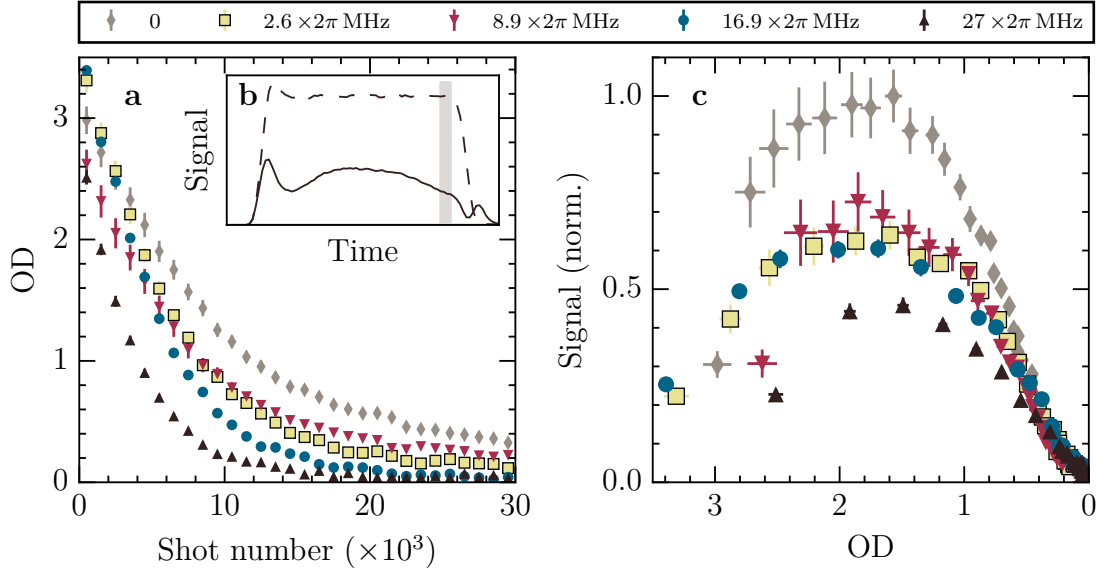 0 2.6 ×2π MHz 8.9 ×2π MHz 16.9 ×2π MHz 27 ×2π MHz
a
b
c
OD
0
1
2
3
0 10 20 30
Shot number (×10³)
Signal
Time
Signal (norm.)
0.0
0.5
1.0
3 2 1 0
OD